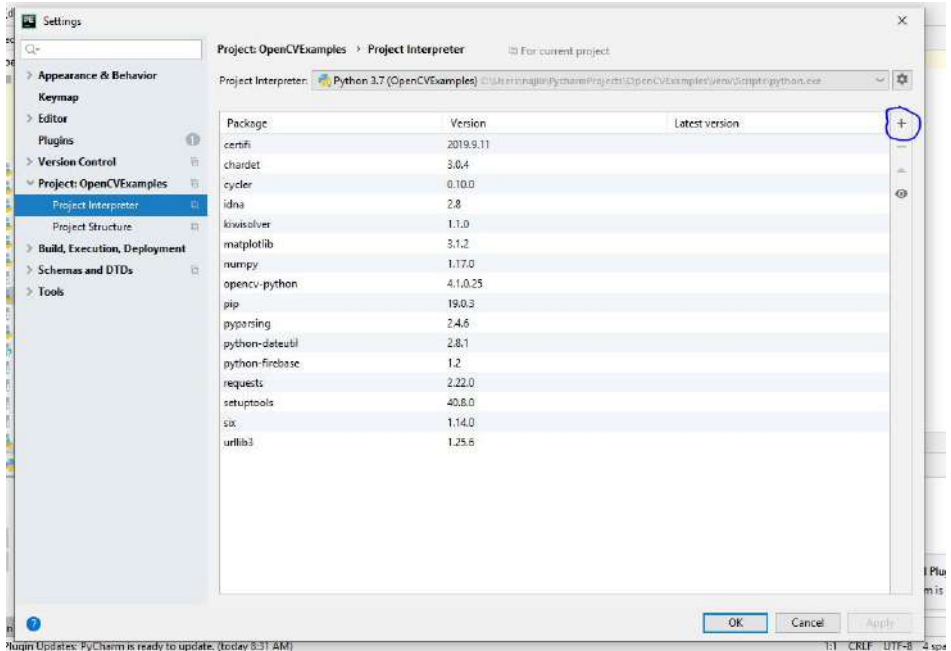 Settings
Project: OpenCVExamples › Project Interpreter For current project
Project Interpreter: Python 3.7 (OpenCVExamples)
Appearance & Behavior
Keymap
Editor
Plugins 1
Version Control
Project: OpenCVExamples
Project Interpreter
Project Structure
Build, Execution, Deployment
Schemas and DTDs
Tools
Package Version Latest version
certifi 2019.9.11
chardet 3.0.4
cycler 0.10.0
idna 2.8
kiwisolver 1.1.0
matplotlib 3.1.2
numpy 1.17.0
opencv-python 4.1.0.25
pip 19.0.3
pyparsing 2.4.6
python-dateutil 2.8.1
python-firebase 1.2
requests 2.22.0
setuptools 40.8.0
six 1.14.0
urllib3 1.25.6
OK Cancel Apply
Plugin Updates: PyCharm is ready to update. (today 8:31 AM) 1:1 CRLF UTF-8 4 spa